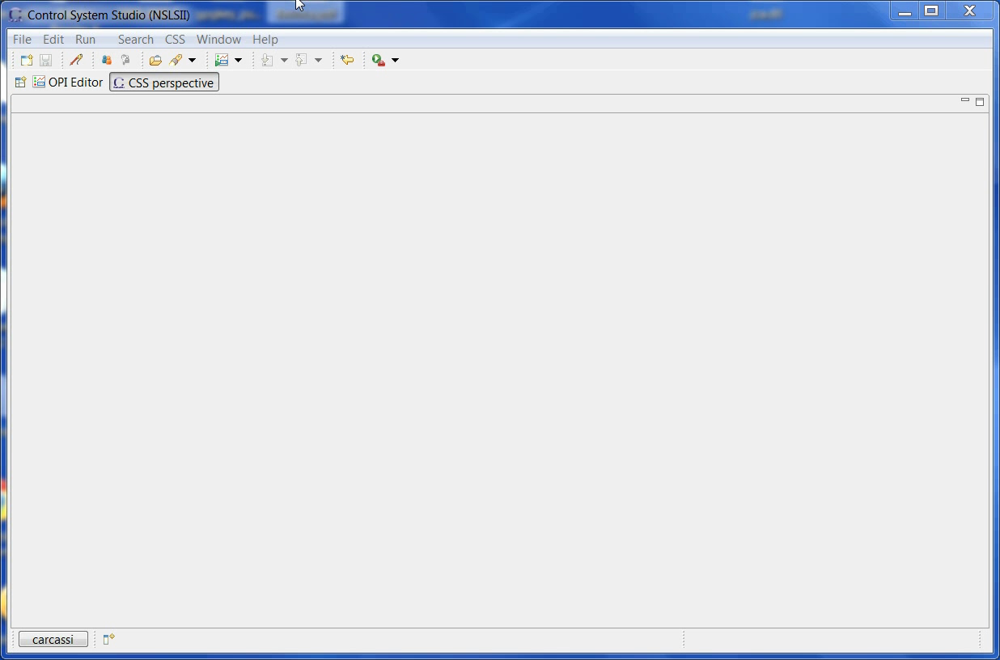 Control System Studio (NSLSII)
File Edit Run Search CSS Window Help
OPI Editor CSS perspective
carcassi